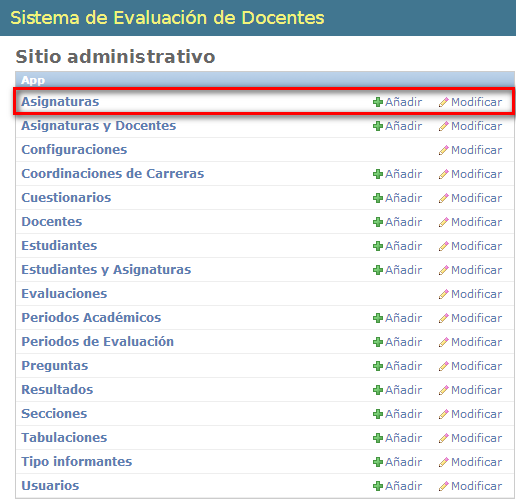 Sistema de Evaluación de Docentes
Sitio administrativo
App
Asignaturas Añadir Modificar
Asignaturas y Docentes Añadir Modificar
Configuraciones Modificar
Coordinaciones de Carreras Añadir Modificar
Cuestionarios Añadir Modificar
Docentes Añadir Modificar
Estudiantes Añadir Modificar
Estudiantes y Asignaturas Añadir Modificar
Evaluaciones Modificar
Periodos Académicos Añadir Modificar
Periodos de Evaluación Añadir Modificar
Preguntas Añadir Modificar
Resultados Añadir Modificar
Secciones Añadir Modificar
Tabulaciones Añadir Modificar
Tipo informantes Añadir Modificar
Usuarios Añadir Modificar